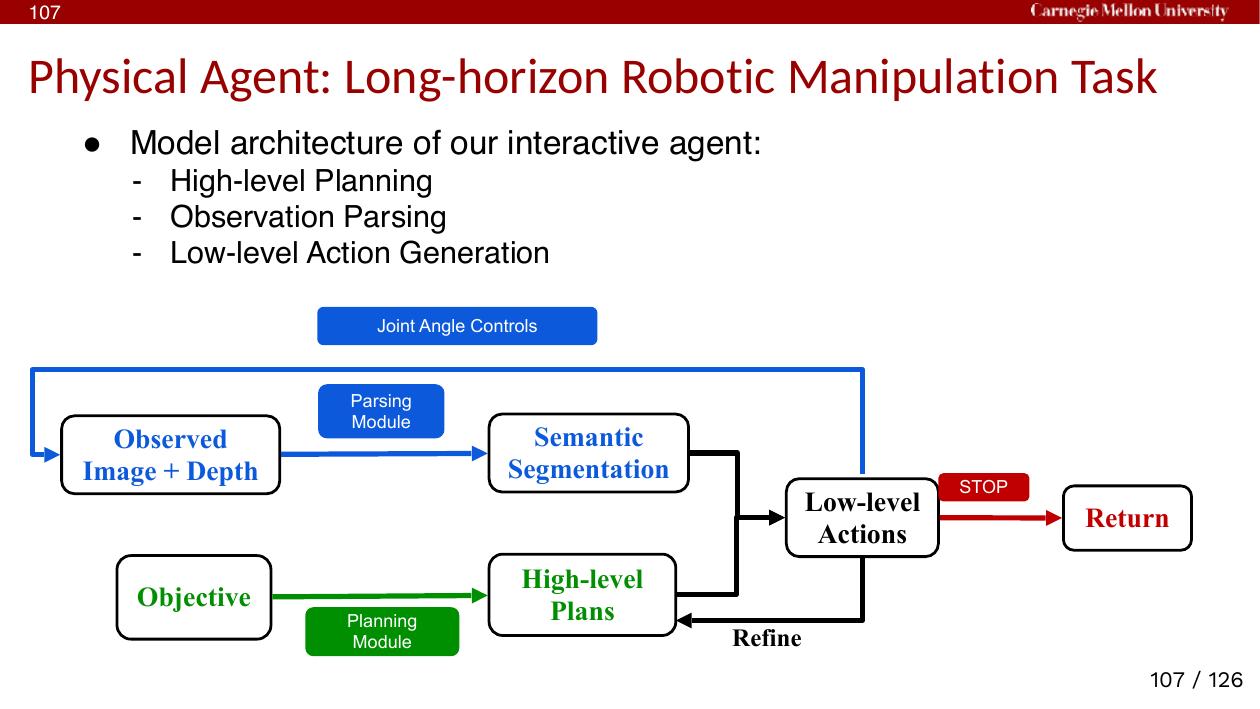 107
Carnegie Mellon University
Physical Agent: Long-horizon Robotic Manipulation Task
● Model architecture of our interactive agent:
- High-level Planning
- Observation Parsing
- Low-level Action Generation
Joint Angle Controls
Parsing
Module
Observed
Image + Depth
Semantic
Segmentation
Low-level
Actions
STOP
Return
Objective
High-level
Plans
Planning
Module
Refine
107 / 126